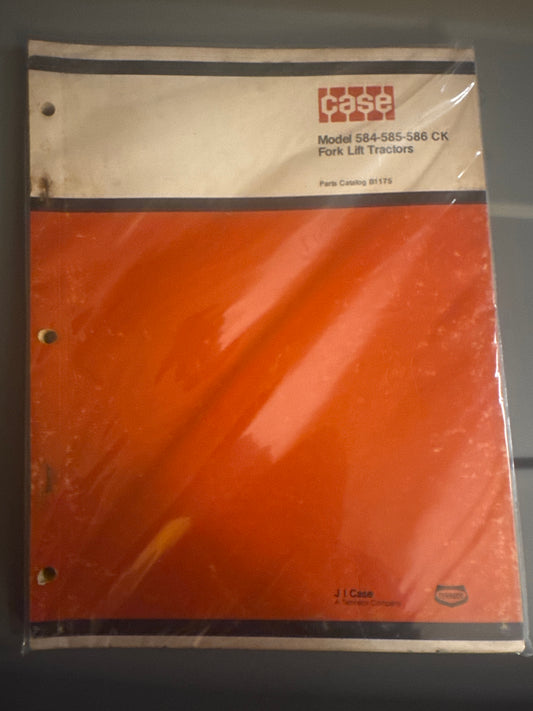 case
Model 584-585-586 CK
Fork Lift Tractors
Parts Catalog B1175
J I Case
A Tenneco Company
TENNECO